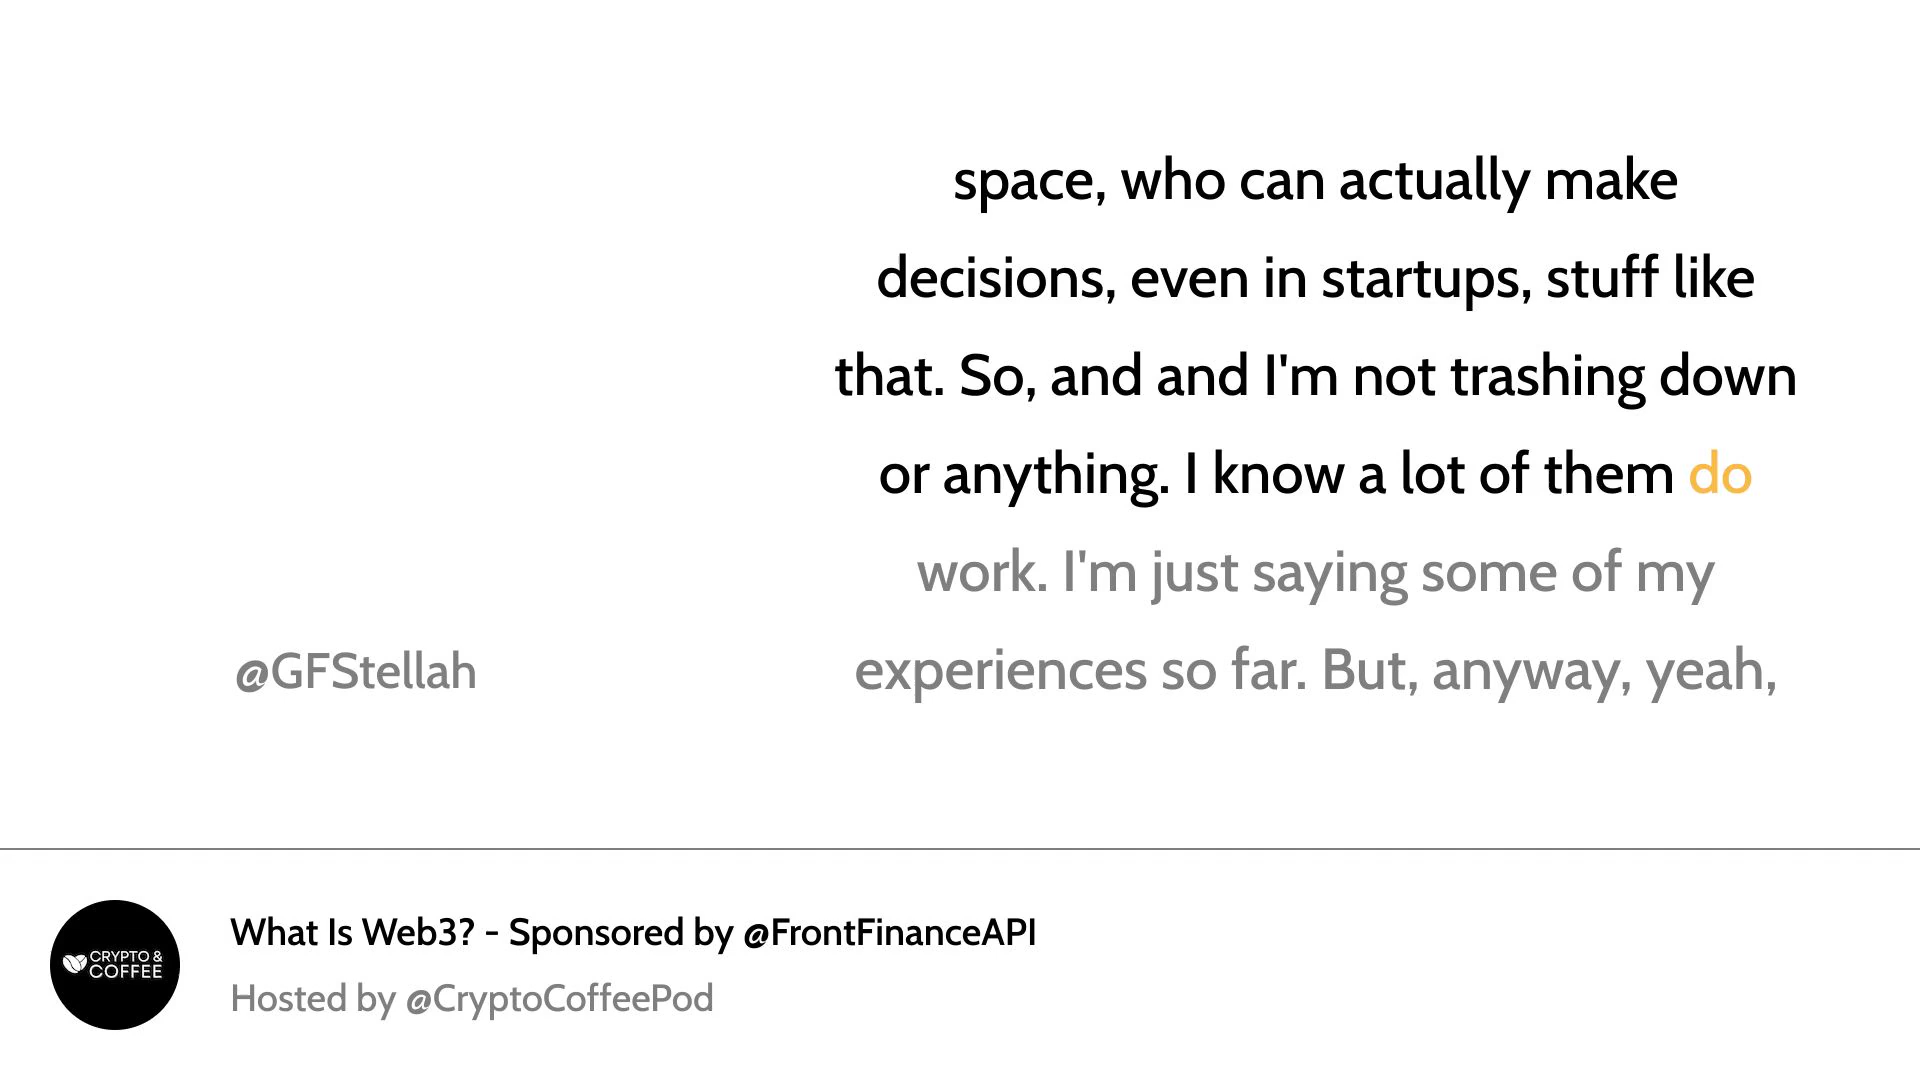 space, who can actually make
decisions, even in startups, stuff like
that. So, and and I'm not trashing down
or anything. I know a lot of them do
work. I'm just saying some of my
experiences so far. But, anyway, yeah,
@GFStellah
CRYPTO &
COFFEE
What Is Web3? - Sponsored by @FrontFinanceAPI
Hosted by @CryptoCoffeePod